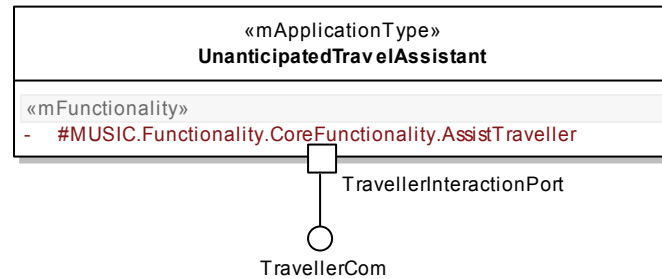 «mApplicationType»
UnanticipatedTravelAssistant
«mFunctionality»
- #MUSIC.Functionality.CoreFunctionality.AssistTraveller
TravellerInteractionPort
TravellerCom